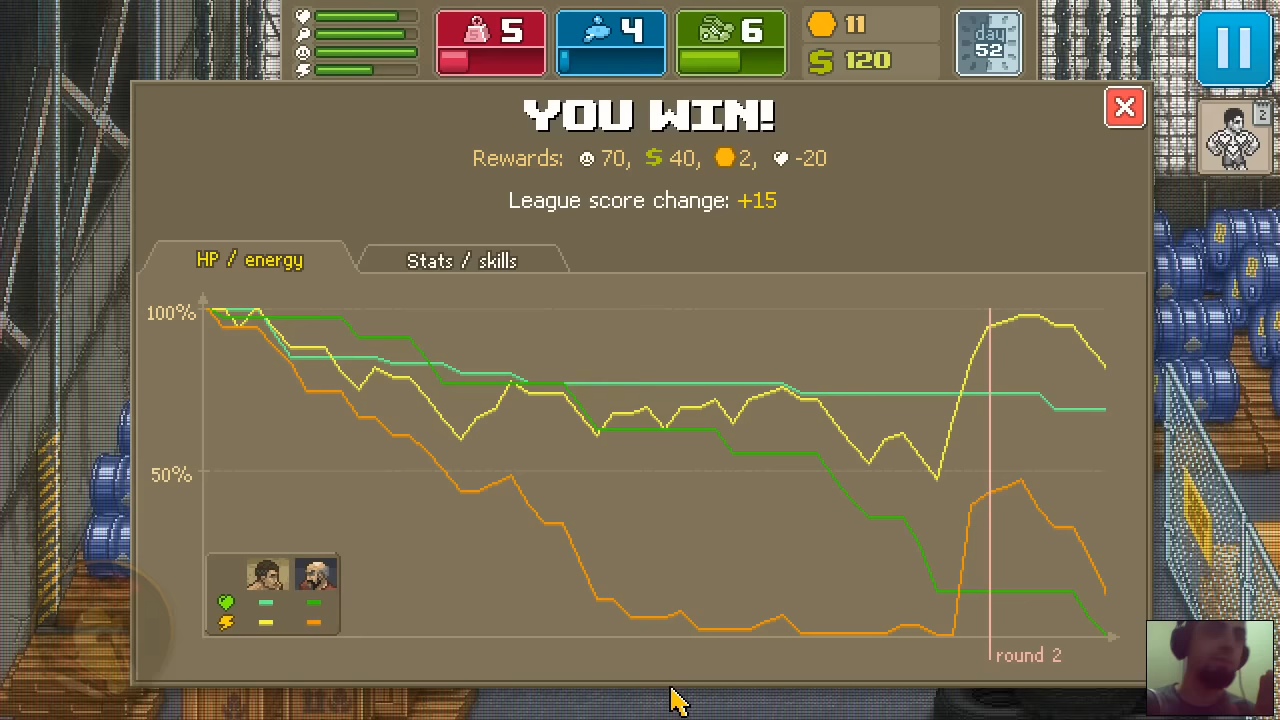 5 4 6 11
$ 120
day
52
2
YOU WIN!
Rewards: 70, $ 40, 2, -20
League score change: +15
HP / energy Stats / skills
100%
50%
round 2